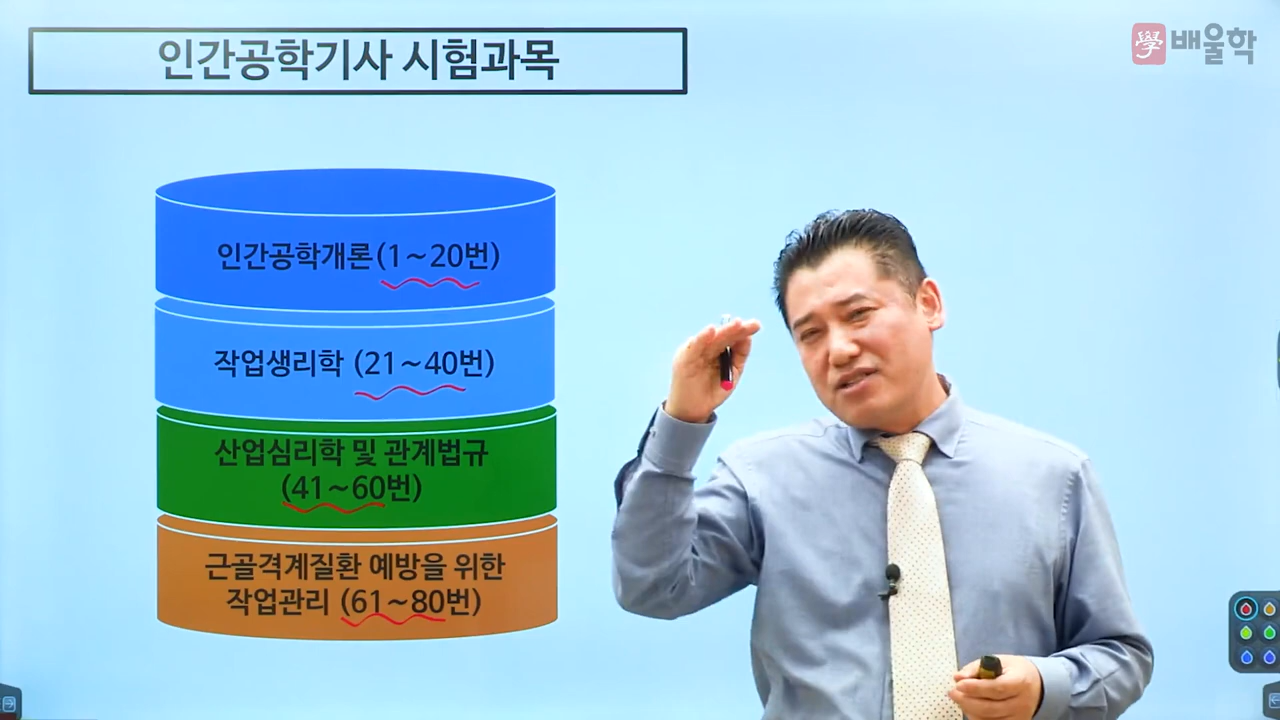 인간공학기사 시험과목
學 배울학
인간공학개론(1~20번)
작업생리학 (21~40번)
산업심리학 및 관계법규
(41~60번)
근골격계질환 예방을 위한
작업관리 (61~80번)